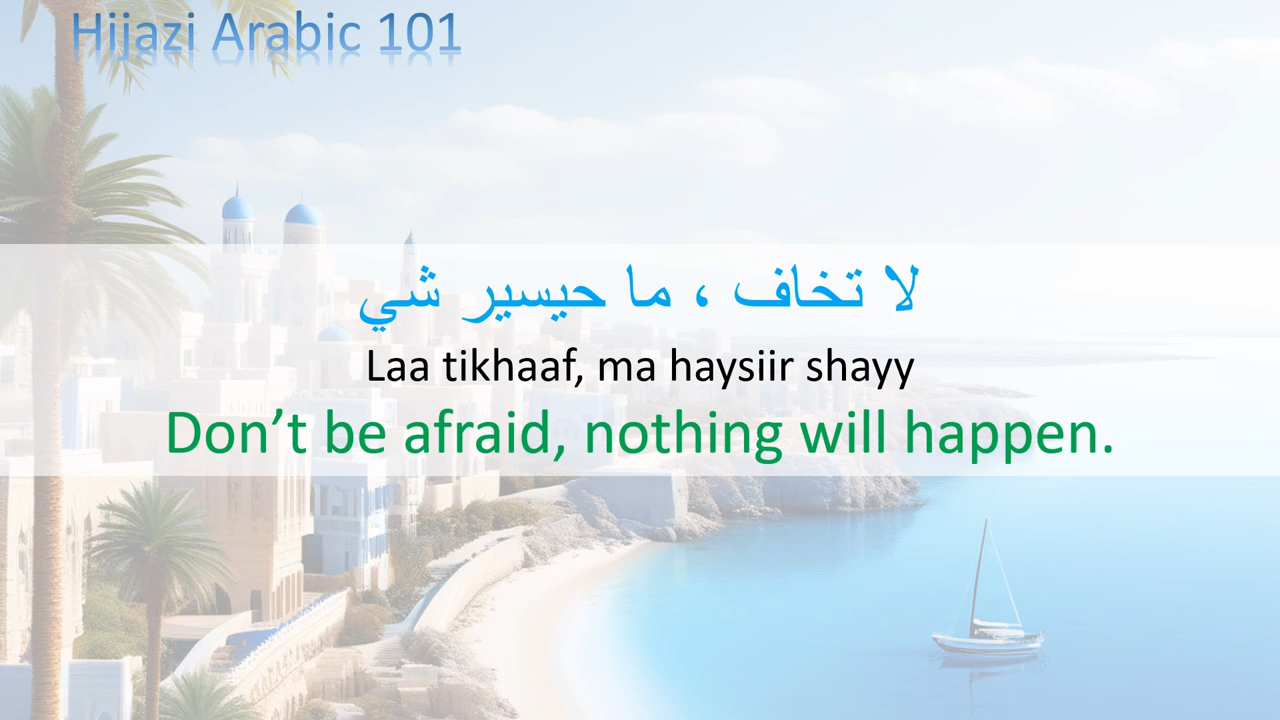 Hijazi Arabic 101
لا تخاف ، ما حيسير شي
Laa tikhaaf, ma haysiir shayy
Don’t be afraid, nothing will happen.